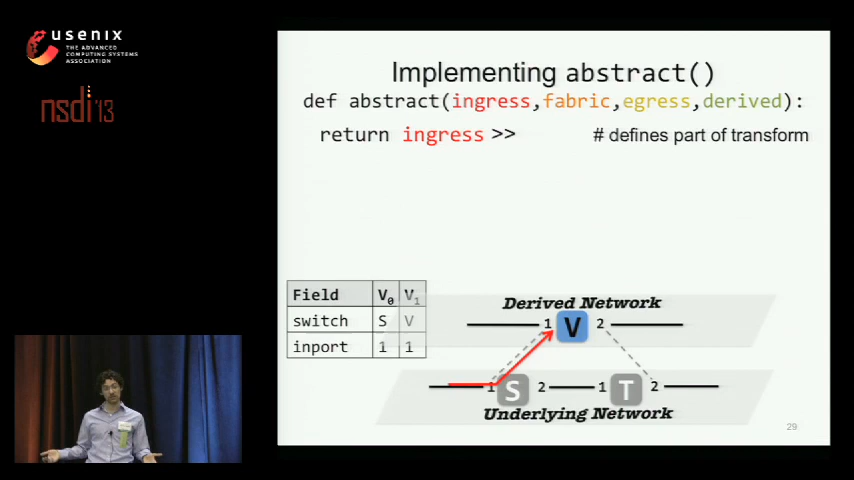 usenix
THE ADVANCED
COMPUTING SYSTEMS
ASSOCIATION
nsdi '13
Implementing abstract()
def abstract(ingress,fabric,egress,derived):
return ingress >> # defines part of transform
Field V0 V1
switch S V
inport 1 1
Derived Network
1 V 2
1 S 2 1 T 2
Underlying Network
29